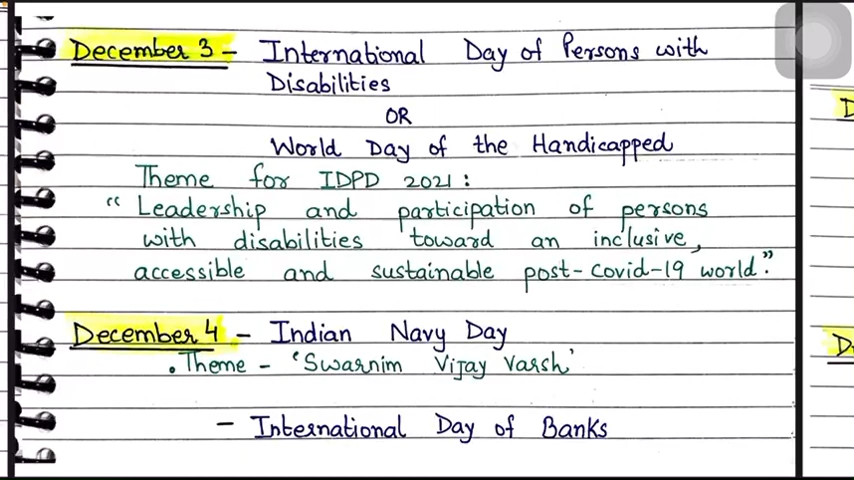 December 3 - International Day of Persons with
Disabilities
OR
World Day of the Handicapped
Theme for IDPD 2021:
"Leadership and participation of persons
with disabilities toward an inclusive,
accessible and sustainable post-covid-19 world."
December 4 - Indian Navy Day
• Theme - 'Swarnim Vijay Varsh'
- International Day of Banks